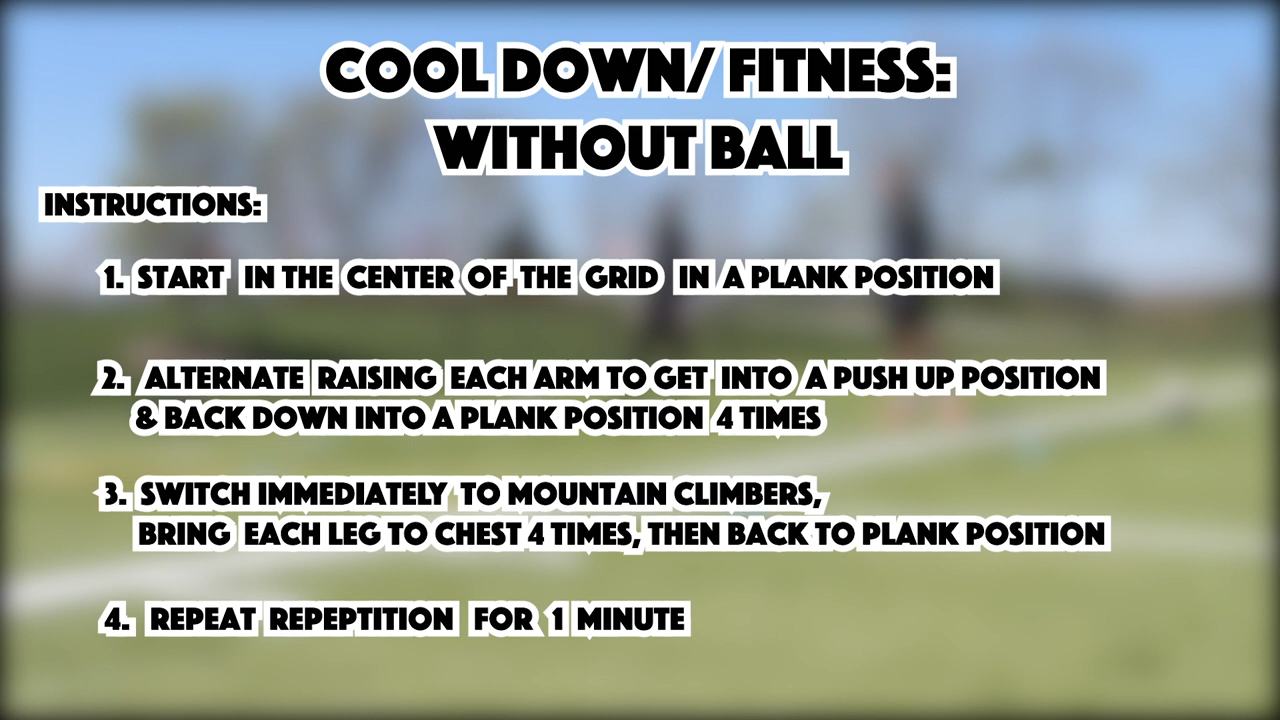 COOL DOWN/ FITNESS:
WITHOUT BALL
INSTRUCTIONS:
1. START IN THE CENTER OF THE GRID IN A PLANK POSITION
2. ALTERNATE RAISING EACH ARM TO GET INTO A PUSH UP POSITION
& BACK DOWN INTO A PLANK POSITION 4 TIMES
3. SWITCH IMMEDIATELY TO MOUNTAIN CLIMBERS,
BRING EACH LEG TO CHEST 4 TIMES, THEN BACK TO PLANK POSITION
4. REPEAT REPEPTITION FOR 1 MINUTE